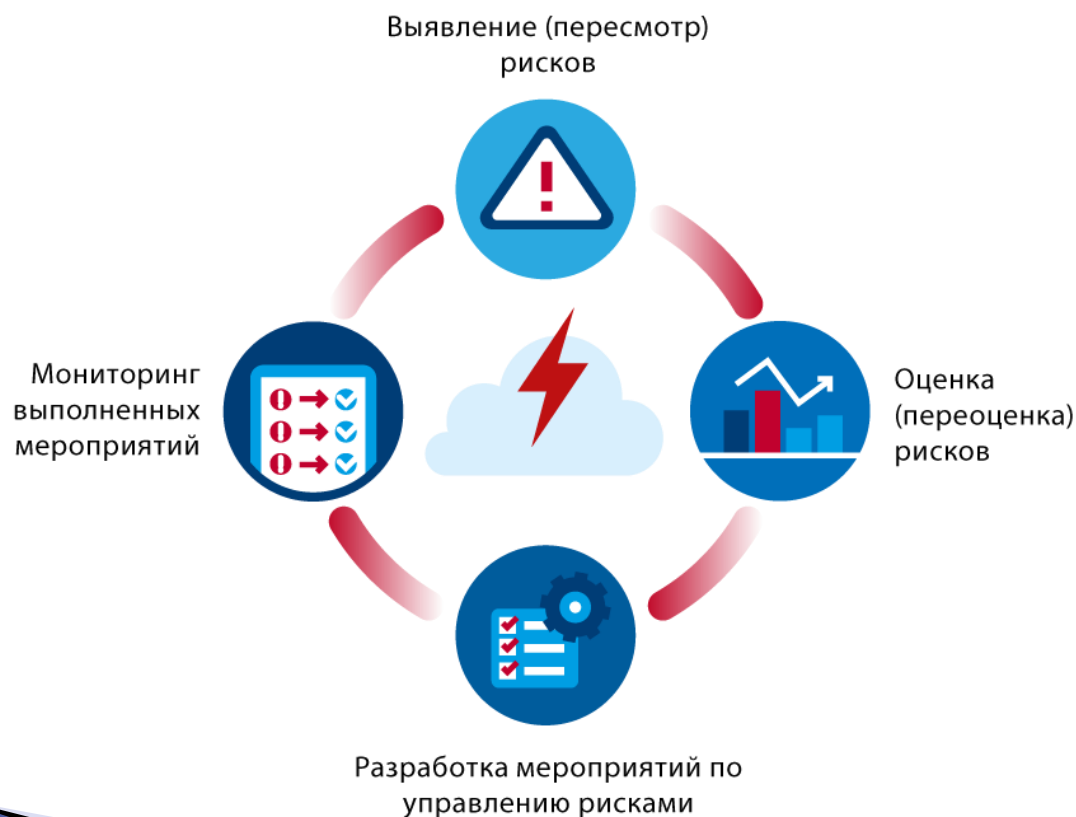 Выявление (пересмотр)
рисков
Оценка
(переоценка)
рисков
Мониторинг
выполненных
мероприятий
Разработка мероприятий по
управлению рисками